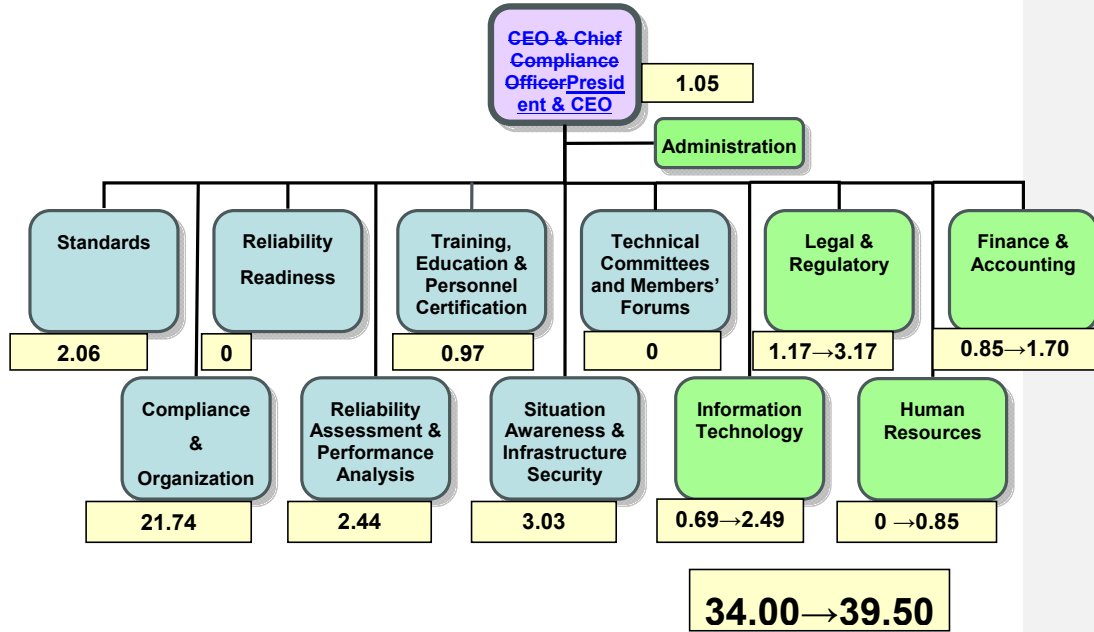 CEO & Chief
Compliance
OfficerPresid
ent & CEO
1.05
Administration
Standards
2.06
Reliability
Readiness
0
Training,
Education &
Personnel
Certification
0.97
Technical
Committees
and Members’
Forums
0
Legal &
Regulatory
1.17→3.17
Finance &
Accounting
0.85→1.70
Compliance
&
Organization
21.74
Reliability
Assessment &
Performance
Analysis
2.44
Situation
Awareness &
Infrastructure
Security
3.03
Information
Technology
0.69→2.49
Human
Resources
0 →0.85
34.00→39.50